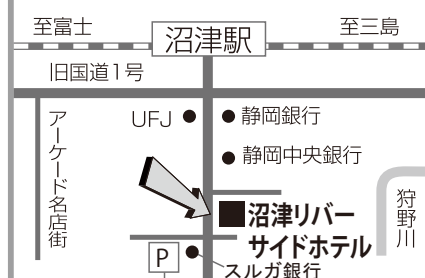 至富士
沼津駅
至三島
旧国道1号
アーケード名店街
UFJ
静岡銀行
静岡中央銀行
沼津リバー
サイドホテル
狩野川
P
スルガ銀行